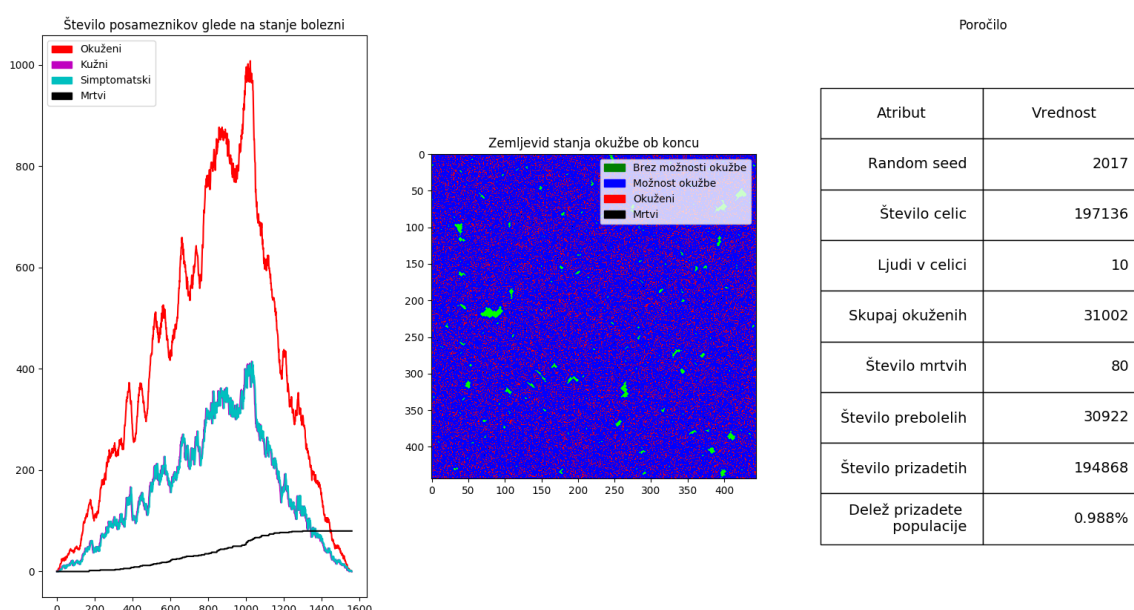 Število posameznikov glede na stanje bolezni
Okuženi
Kužni
Simptomatski
Mrtvi
1000
800
600
400
200
0
0 200 400 600 800 1000 1200 1400 1600
Zemljevid stanja okužbe ob koncu
Brez možnosti okužbe
Možnost okužbe
Okuženi
Mrtvi
0
50
100
150
200
250
300
350
400
0 50 100 150 200 250 300 350 400
Poročilo
Atribut Vrednost
Random seed 2017
Število celic 197136
Ljudi v celici 10
Skupaj okuženih 31002
Število mrtvih 80
Število prebolelih 30922
Število prizadetih 194868
Delež prizadete
populacije 0.988%